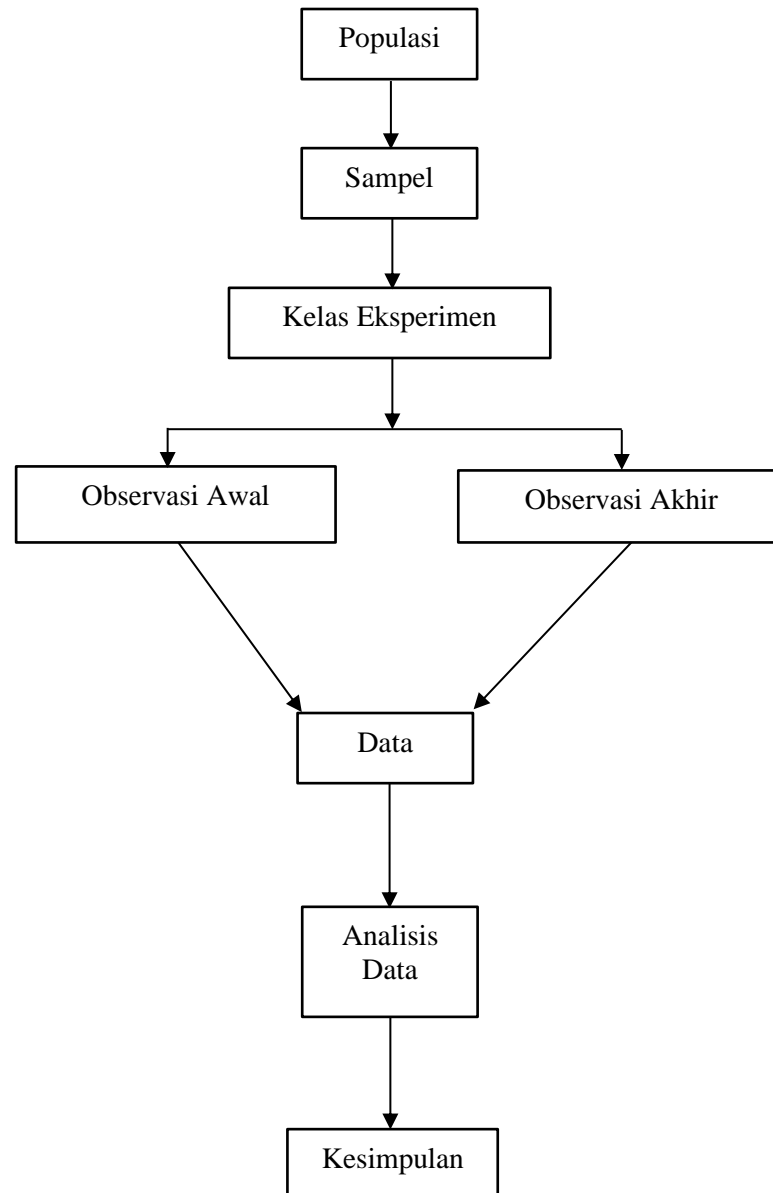 Populasi
Sampel
Kelas Eksperimen
Observasi Awal
Observasi Akhir
Data
Analisis
Data
Kesimpulan